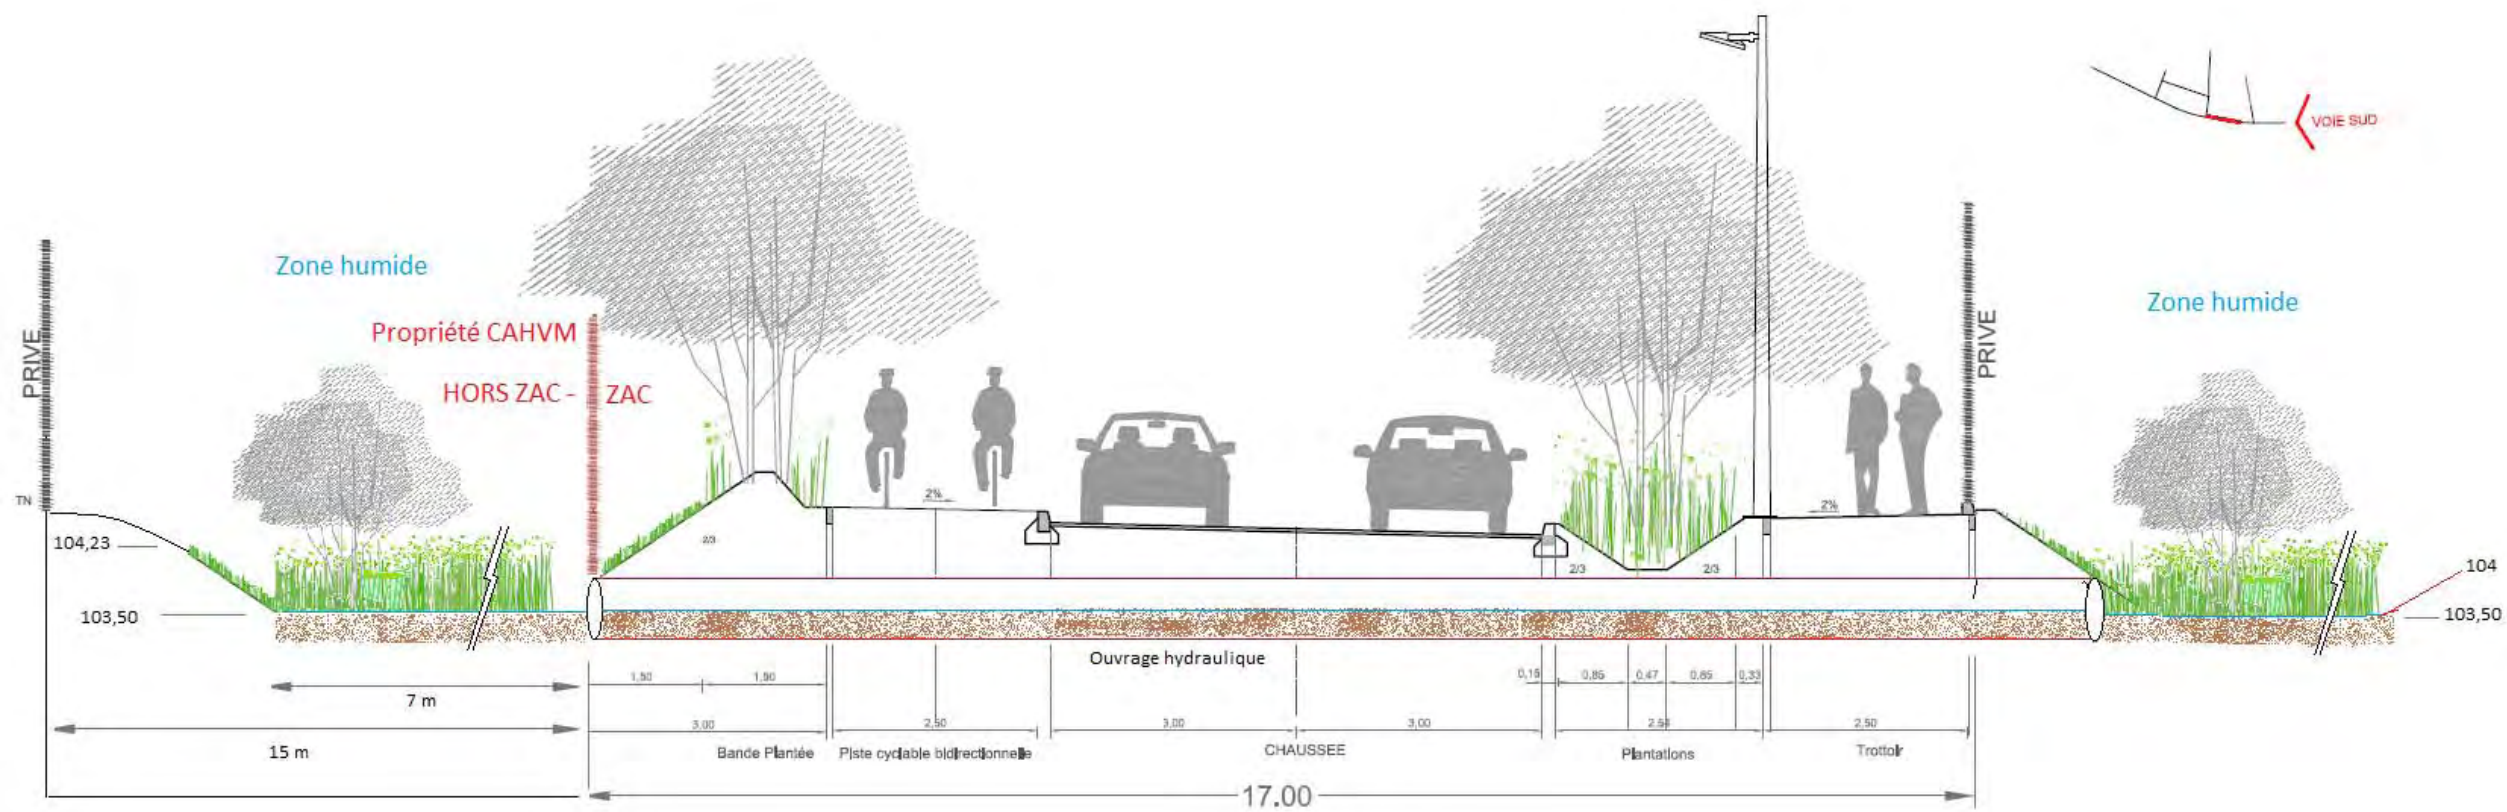 VOIE SUD
Zone humide
Zone humide
Propriété CAHVM
PRIVE
PRIVE
HORS ZAC - ZAC
TN
2%
2%
104,23
2/3
2/3
2/3
104
103,50
103,50
Ouvrage hydraulique
1,50
1,50
0,15
0,85
0,47
0,85
0,33
7 m
3,00
2,50
3,00
3,00
2,50
15 m
Bande Plantée
Piste cyclable bidirectionnelle
CHAUSSEE
Plantations
Trottoir
17.00